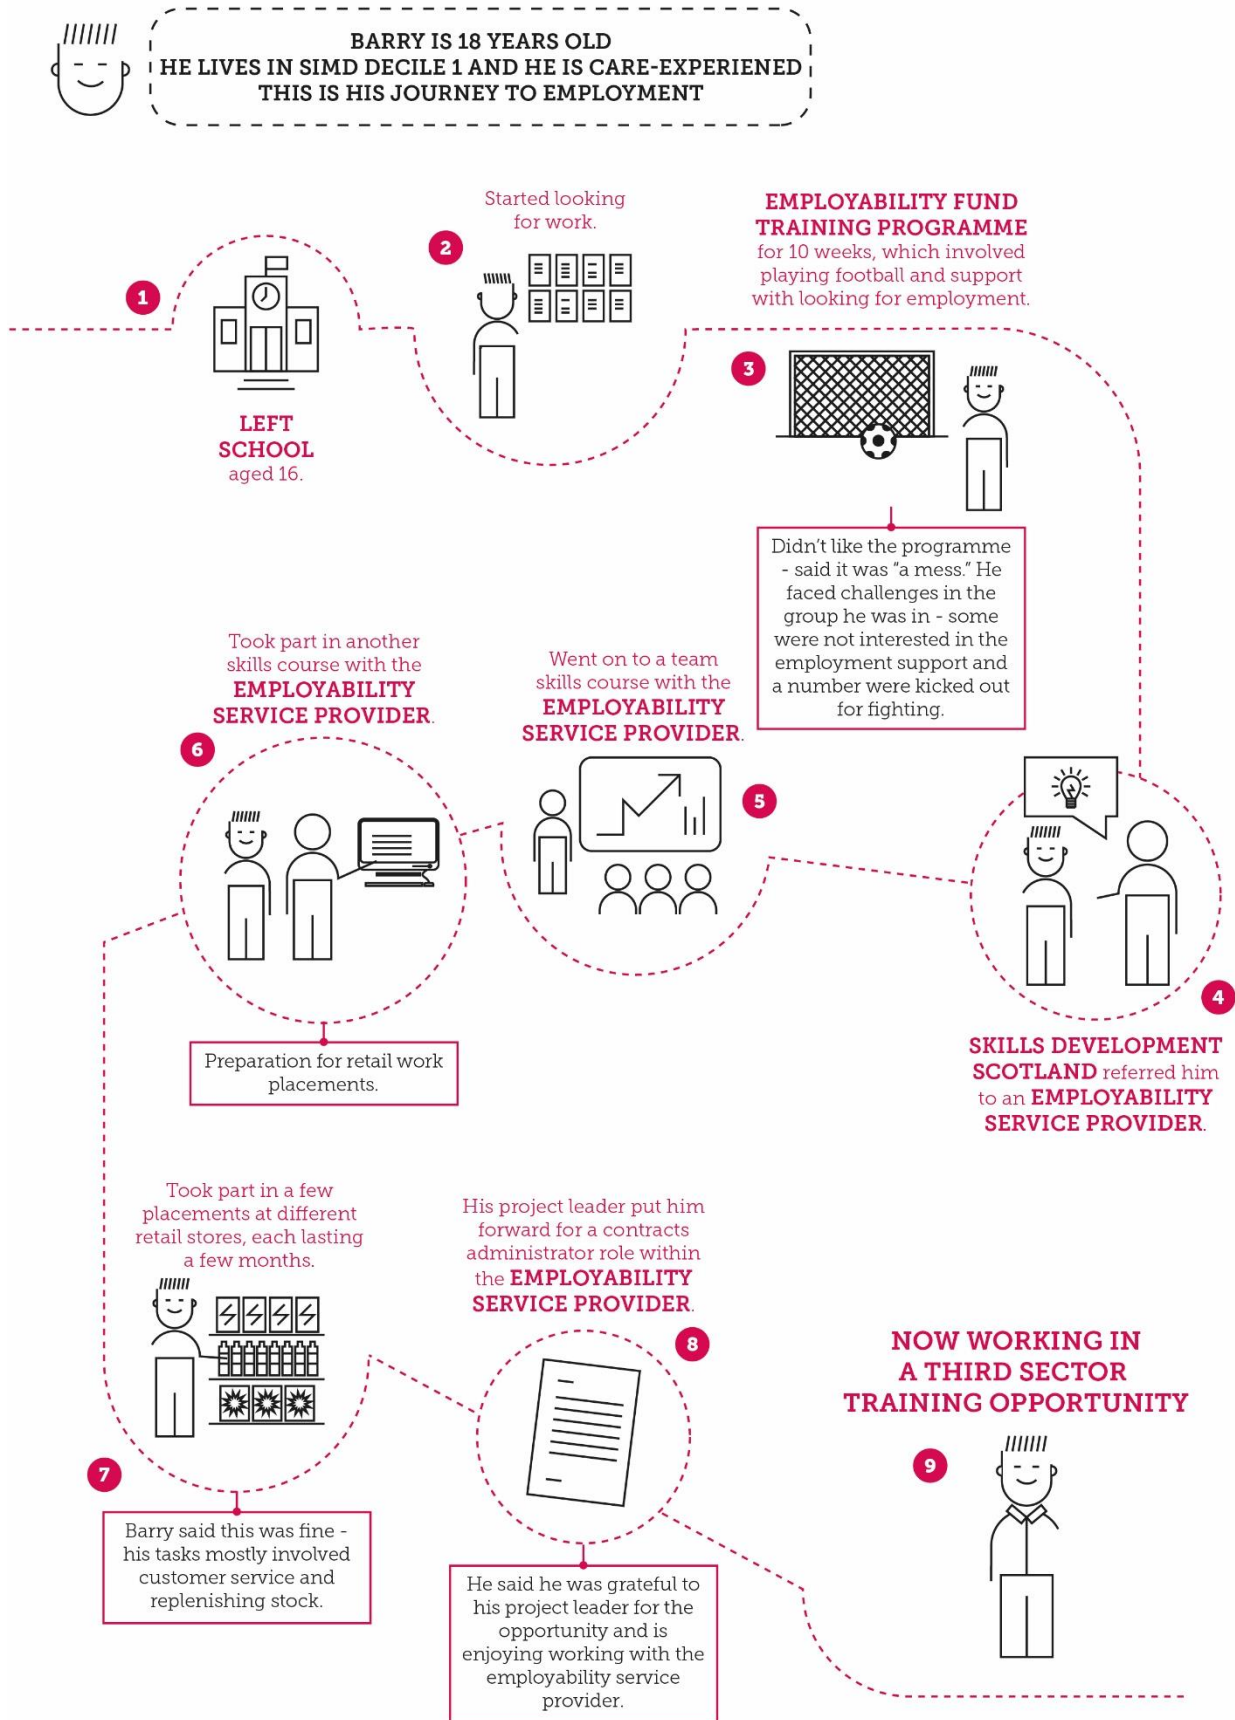 BARRY IS 18 YEARS OLD
HE LIVES IN SIMD DECILE 1 AND HE IS CARE-EXPERIENED
THIS IS HIS JOURNEY TO EMPLOYMENT
1
LEFT
SCHOOL
aged 16.
2
Started looking
for work.
EMPLOYABILITY FUND
TRAINING PROGRAMME
for 10 weeks, which involved
playing football and support
with looking for employment.
3
Didn't like the programme
- said it was "a mess." He
faced challenges in the
group he was in - some
were not interested in the
employment support and
a number were kicked out
for fighting.
4
SKILLS DEVELOPMENT
SCOTLAND referred him
to an EMPLOYABILITY
SERVICE PROVIDER.
Went on to a team
skills course with the
EMPLOYABILITY
SERVICE PROVIDER.
5
Took part in another
skills course with the
EMPLOYABILITY
SERVICE PROVIDER.
6
Preparation for retail work
placements.
Took part in a few
placements at different
retail stores, each lasting
a few months.
7
Barry said this was fine -
his tasks mostly involved
customer service and
replenishing stock.
His project leader put him
forward for a contracts
administrator role within
the EMPLOYABILITY
SERVICE PROVIDER.
8
He said he was grateful to
his project leader for the
opportunity and is
enjoying working with the
employability service
provider.
NOW WORKING IN
A THIRD SECTOR
TRAINING OPPORTUNITY
9